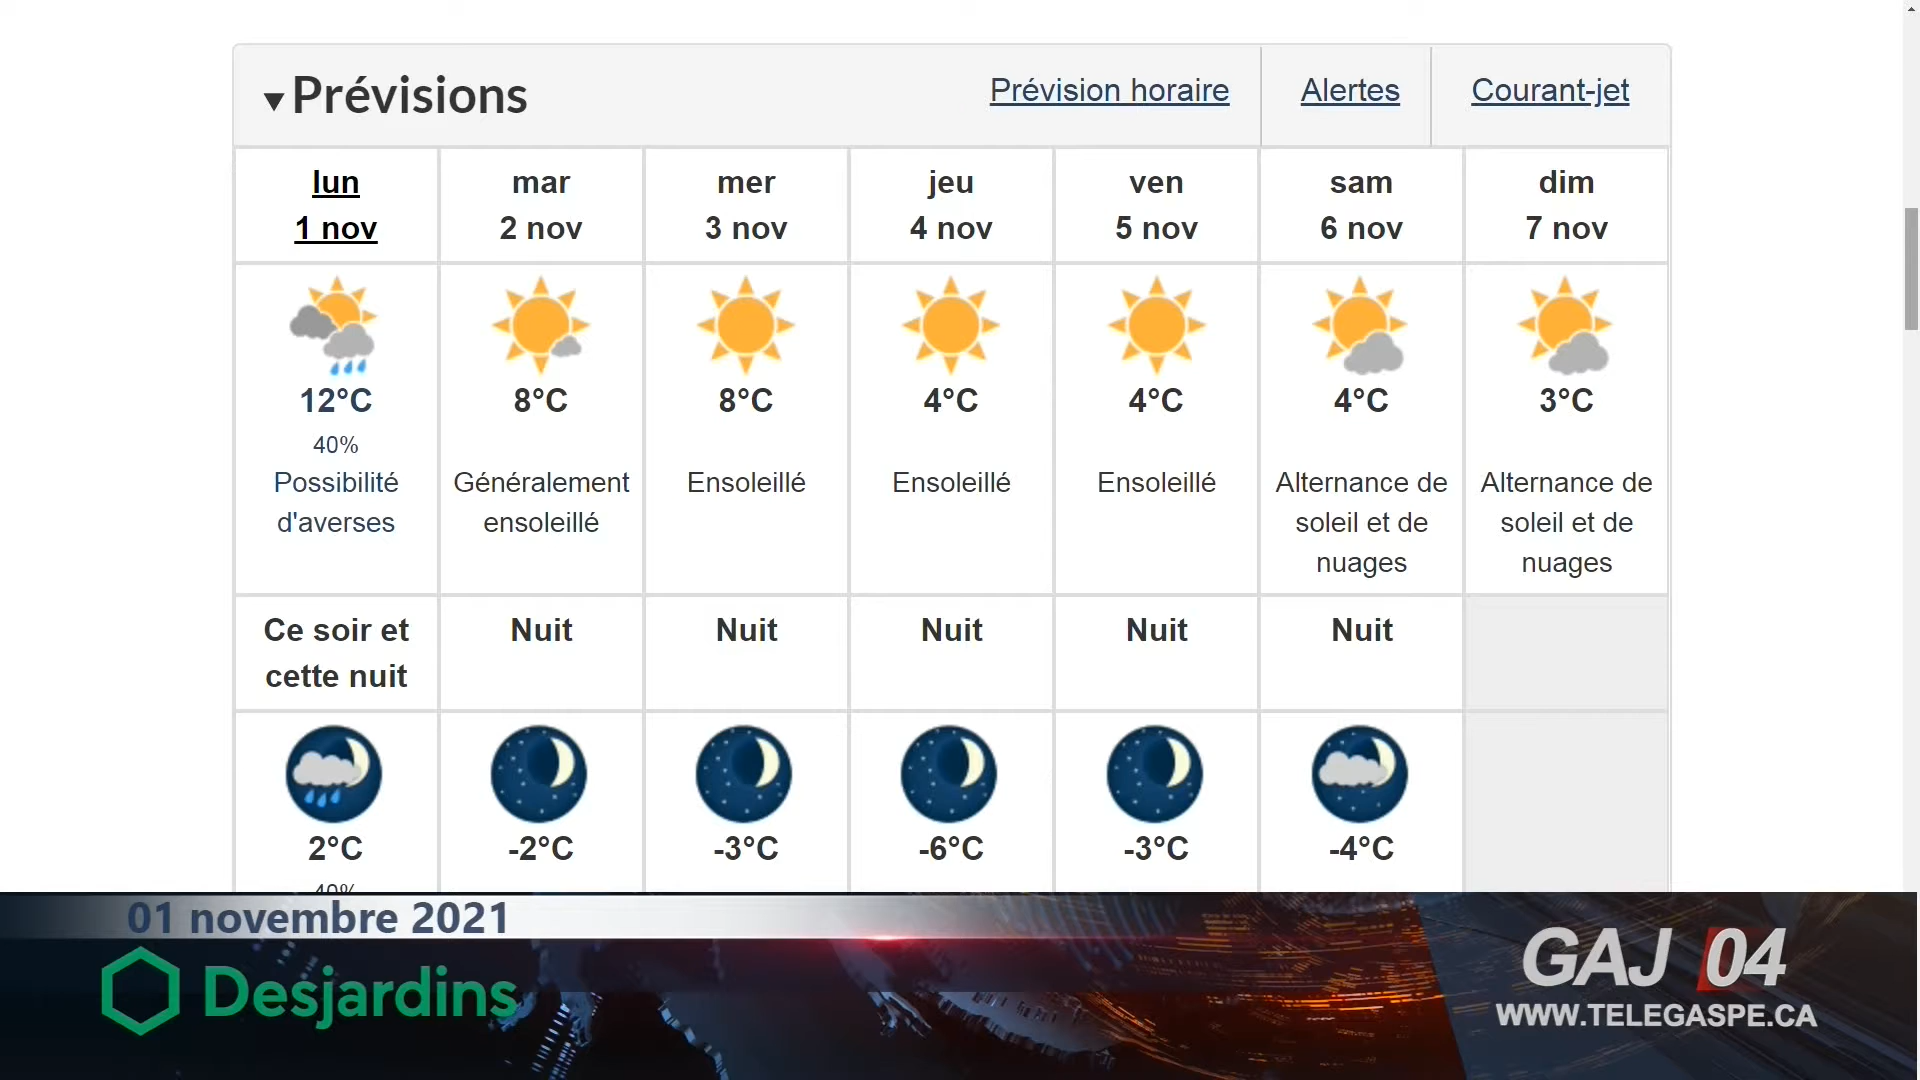 ▼Prévisions
Prévision horaire
Alertes
Courant-jet
lun
1 nov
mar
2 nov
mer
3 nov
jeu
4 nov
ven
5 nov
sam
6 nov
dim
7 nov
12°C
40%
Possibilité
d'averses
8°C
Généralement
ensoleillé
8°C
Ensoleillé
4°C
Ensoleillé
4°C
Ensoleillé
4°C
Alternance de
soleil et de
nuages
3°C
Alternance de
soleil et de
nuages
Ce soir et
cette nuit
Nuit
Nuit
Nuit
Nuit
Nuit
2°C
40%
-2°C
-3°C
-6°C
-3°C
-4°C
01 novembre 2021
Desjardins
GAJ 04
WWW.TELEGASPE.CA